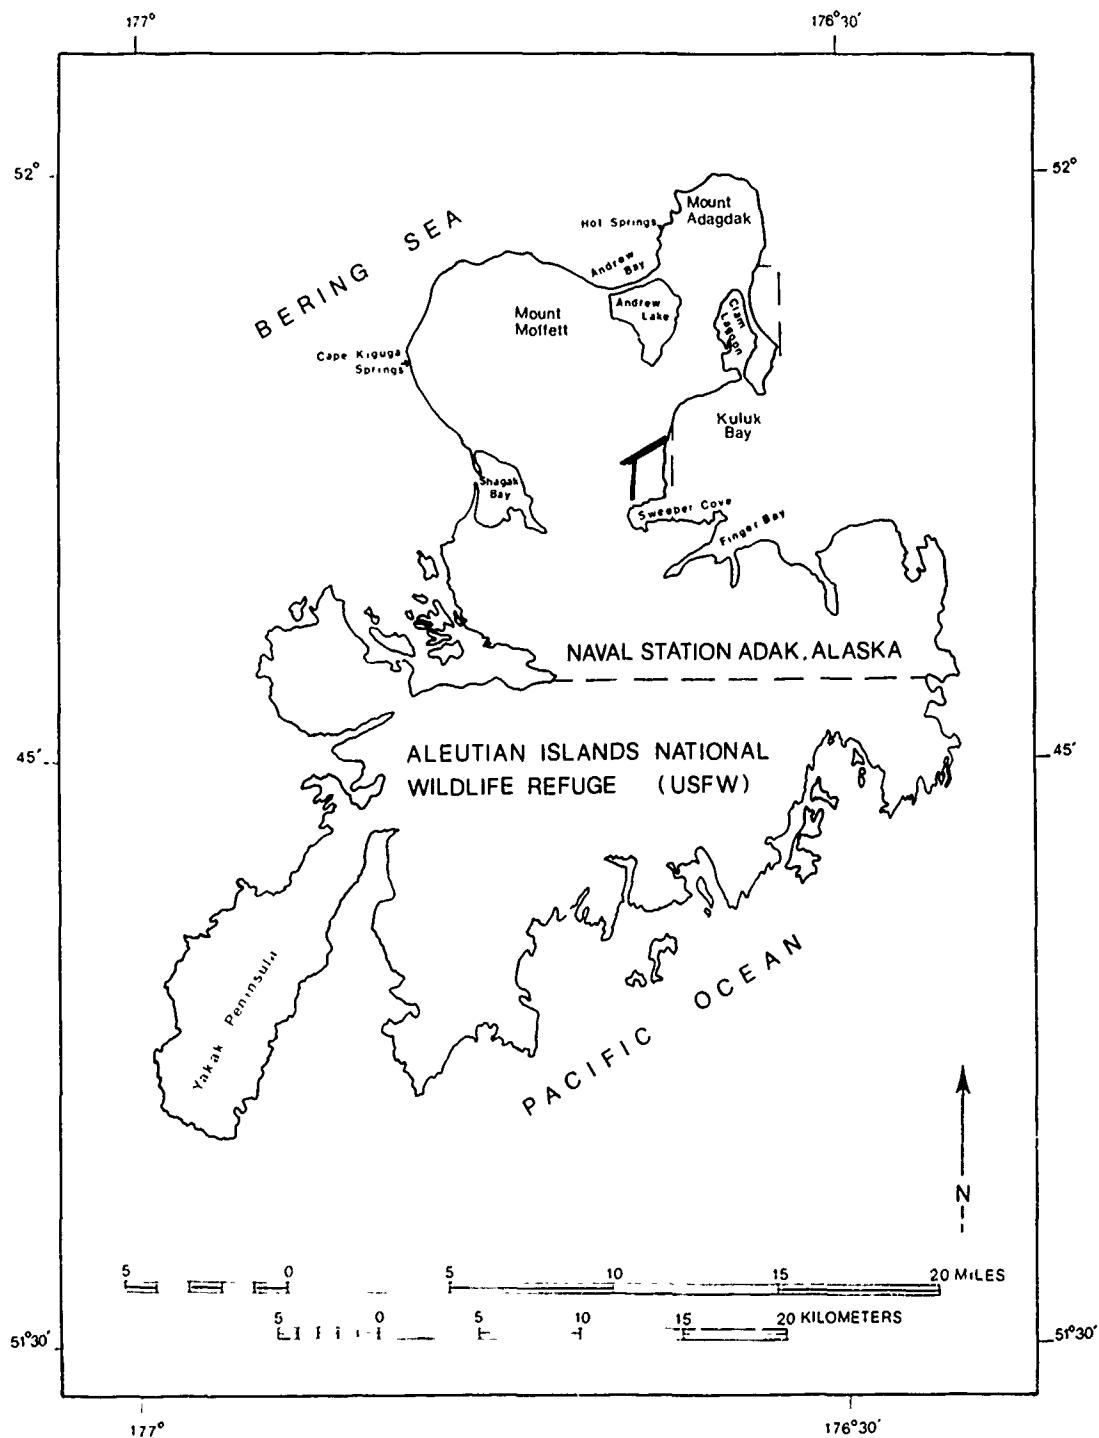 177° 176°30′
52° 52°
BERING SEA
Mount
Adagdak
Hot Springs
Andrew
Bay
Andrew
Lake
Clam
Lagoon
Mount
Moffett
Cape Kiguga
Springs
Kuluk
Bay
Shagak
Bay
Sweeper Cove
Finger Bay
NAVAL STATION ADAK, ALASKA
45′ 45′
ALEUTIAN ISLANDS NATIONAL
WILDLIFE REFUGE (USFW)
Yakak Peninsula
PACIFIC OCEAN
N
5 0 5 10 15 20 MILES
5 0 5 10 15 20 KILOMETERS
51°30′ 51°30′
177° 176°30′